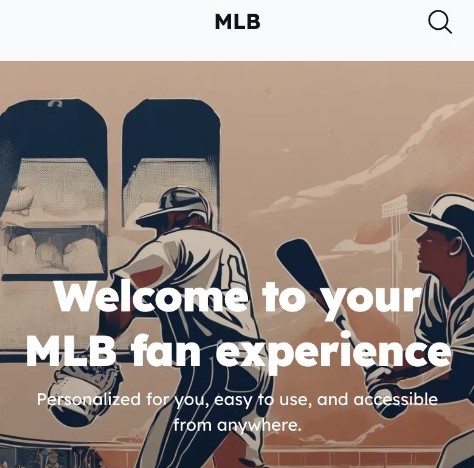 MLB
Welcome to your
MLB fan experience
Personalized for you, easy to use, and accessible
from anywhere.